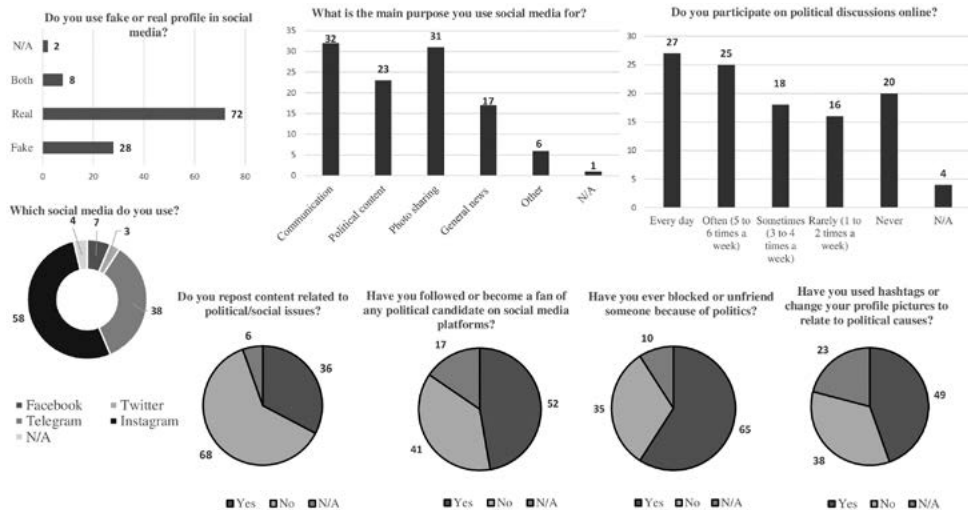 Do you use fake or real profile in social
media?
N/A
2
Both
8
Real
72
Fake
28
0
20
40
60
80
What is the main purpose you use social media for?
35
30
25
20
15
10
5
0
32
23
31
17
6
1
Communication
Political content
Photo sharing
General news
Other
N/A
Do you participate on political discussions online?
30
25
20
15
10
5
0
27
25
18
16
20
4
Every day
Often (5 to
6 times a
week)
Sometimes
(3 to 4
times a
week)
Rarely (1 to
2 times a
week)
Never
N/A
Which social media do you use?
4
7
3
38
58
Facebook
Twitter
Telegram
Instagram
N/A
Do you repost content related to
political/social issues?
6
36
68
Yes
No
N/A
Have you followed or become a fan of
any political candidate on social media
platforms?
17
52
41
Yes
No
N/A
Have you ever blocked or unfriend
someone because of politics?
10
35
65
Yes
No
N/A
Have you used hashtags or
change your profile pictures to
relate to political causes?
23
49
38
Yes
No
N/A